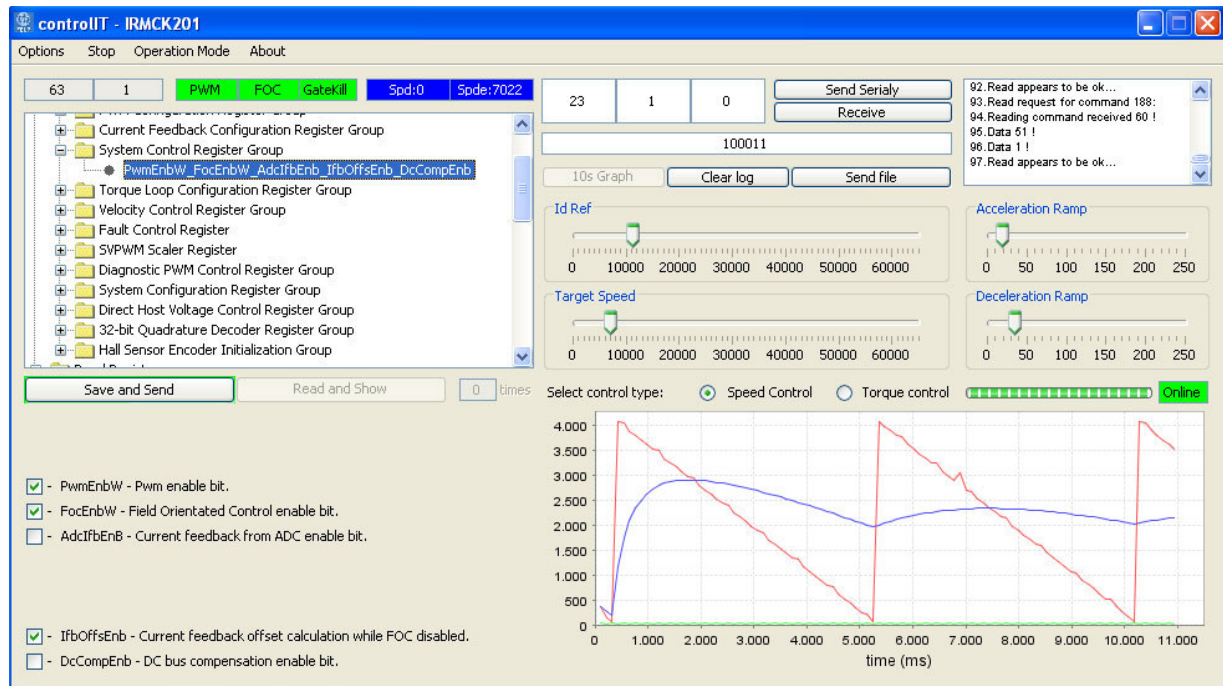 controlIT - IRMCK201
Options Stop Operation Mode About
63 1 PWM FOC GateKill Spd:0 Spde:7022
Current Feedback Configuration Register Group
System Control Register Group
PwmEnbW_FocEnbW_AdcIfbEnb_IfbOffsEnb_DcCompEnb
Torque Loop Configuration Register Group
Velocity Control Register Group
Fault Control Register
SVPWM Scaler Register
Diagnostic PWM Control Register Group
System Configuration Register Group
Direct Host Voltage Control Register Group
32-bit Quadrature Decoder Register Group
Hall Sensor Encoder Initialization Group
Save and Send Read and Show 0 times
23 1 0 Send Serialy
Receive
100011
10s Graph Clear log Send file
92.Read appears to be ok...
93.Read request for command 188:
94.Reading command received 60 !
95.Data 51 !
96.Data 1 !
97.Read appears to be ok...
Id Ref
0 10000 20000 30000 40000 50000 60000
Acceleration Ramp
0 50 100 150 200 250
Target Speed
0 10000 20000 30000 40000 50000 60000
Deceleration Ramp
0 50 100 150 200 250
Select control type: Speed Control Torque control Online
- PwmEnbW - Pwm enable bit.
- FocEnbW - Field Orientated Control enable bit.
- AdcIfbEnB - Current feedback from ADC enable bit.
- IfbOffsEnb - Current feedback offset calculation while FOC disabled.
- DcCompEnb - DC bus compensation enable bit.
4.000
3.500
3.000
2.500
2.000
1.500
1.000
500
0
0 1.000 2.000 3.000 4.000 5.000 6.000 7.000 8.000 9.000 10.000 11.000
time (ms)